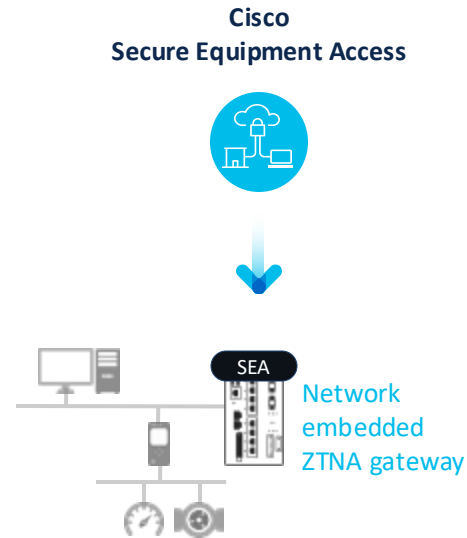 Cisco
Secure Equipment Access
SEA
Network
embedded
ZTNA gateway